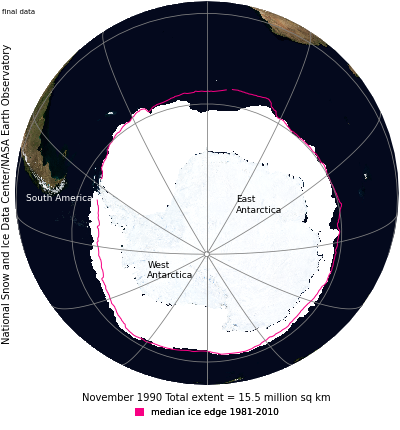 final data
National Snow and Ice Data Center/NASA Earth Observatory
South America
East
Antarctica
West
Antarctica
November 1990 Total extent = 15.5 million sq km
median ice edge 1981-2010